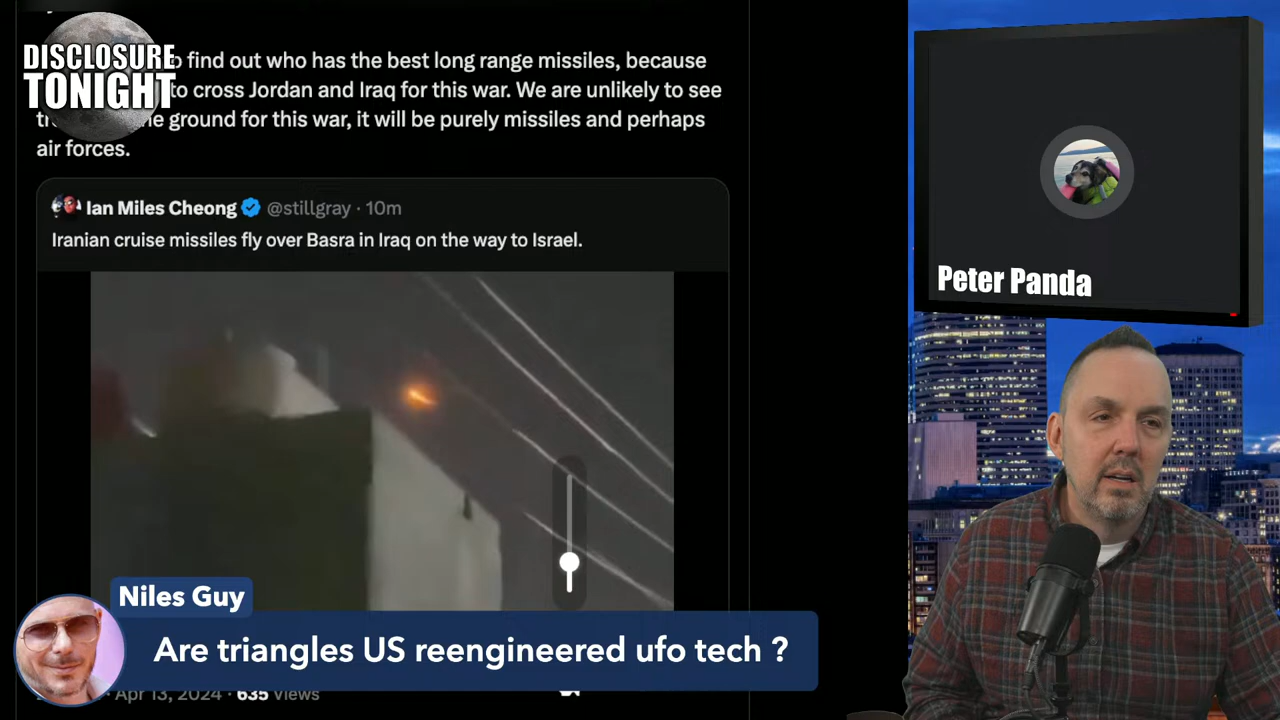 DISCLOSURE
TONIGHT
find out who has the best long range missiles, because
to cross Jordan and Iraq for this war. We are unlikely to see
ground for this war, it will be purely missiles and perhaps
air forces.
Ian Miles Cheong @stillgray · 10m
Iranian cruise missiles fly over Basra in Iraq on the way to Israel.
Peter Panda
Niles Guy
Are triangles US reengineered ufo tech ?
Apr 13, 2024 · 635 Views